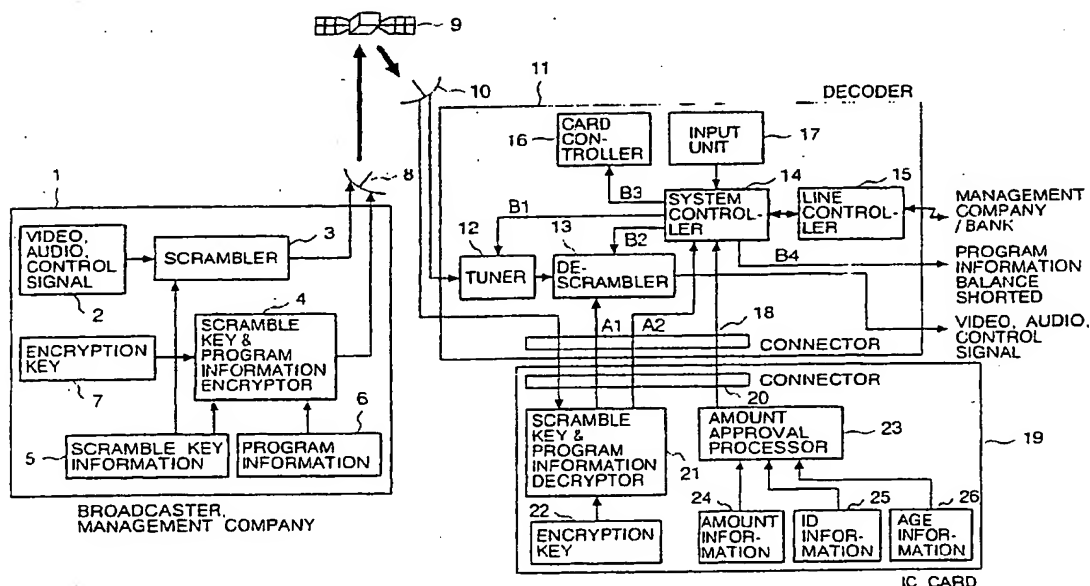 9
10
11
DECODER
16
CARD
CON-
TROLLER
INPUT
UNIT
17
8
1
14
15
B3
SYSTEM
CONTROL-
LER
LINE
CONTROL-
LER
MANAGEMENT
COMPANY
/BANK
B1
VIDEO,
AUDIO,
CONTROL
SIGNAL
3
SCRAMBLER
12
13
B2
B4
PROGRAM
INFORMATION
BALANCE
SHORTED
TUNER
DE-
SCRAMBLER
2
4
SCRAMBLE
KEY &
PROGRAM
INFORMATION
ENCRYPTOR
A1
A2
18
VIDEO, AUDIO,
CONTROL
SIGNAL
ENCRYPTION
KEY
CONNECTOR
7
CONNECTOR
20
6
5
SCRAMBLE KEY
INFORMATION
PROGRAM
INFORMATION
SCRAMBLE
KEY &
PROGRAM
INFORMATION
DECRYPTOR
21
AMOUNT
APPROVAL
PROCESSOR
23
19
BROADCASTER,
MANAGEMENT COMPANY
22
ENCRYPTION
KEY
24
AMOUNT
INFOR-
MATION
25
ID
INFOR-
MATION
26
AGE
INFOR-
MATION
IC CARD